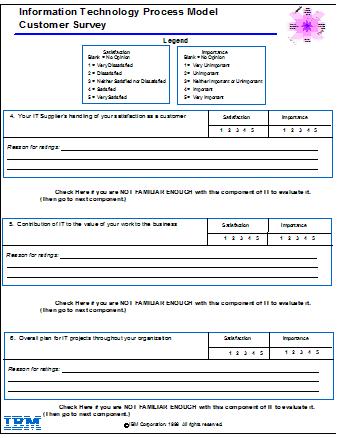 Information Technology Process Model
Customer Survey
Legend
Satisfaction
Blank = No Opinion
1 = Very Dissatisfied
2 = Dissatisfied
3 = Neither Satisfied nor Dissatisfied
4 = Satisfied
5 = Very Satisfied
Importance
Blank = No Opinion
1 = Very Unimportant
2 = Unimportant
3 = Neither Important or Unimportant
4 = Important
5 = Very Important
4. Your IT Supplier's handling of your satisfaction as a customer
Satisfaction
Importance
1 2 3 4 5
1 2 3 4 5
Reason for ratings:
Check Here if you are NOT FAMILIAR ENOUGH with this component of IT to evaluate it.
(Then go to next component.)
5. Contribution of IT to the value of your work to the business
Satisfaction
Importance
1 2 3 4 5
1 2 3 4 5
Reason for ratings:
Check Here if you are NOT FAMILIAR ENOUGH with this component of IT to evaluate it.
(Then go to next component.)
6. Overall plan for IT projects throughout your organization
Satisfaction
Importance
1 2 3 4 5
1 2 3 4 5
Reason for ratings:
Check Here if you are NOT FAMILIAR ENOUGH with this component of IT to evaluate it.
(Then go to next component.)
IBM
IBM Corporation 1998 All rights reserved.